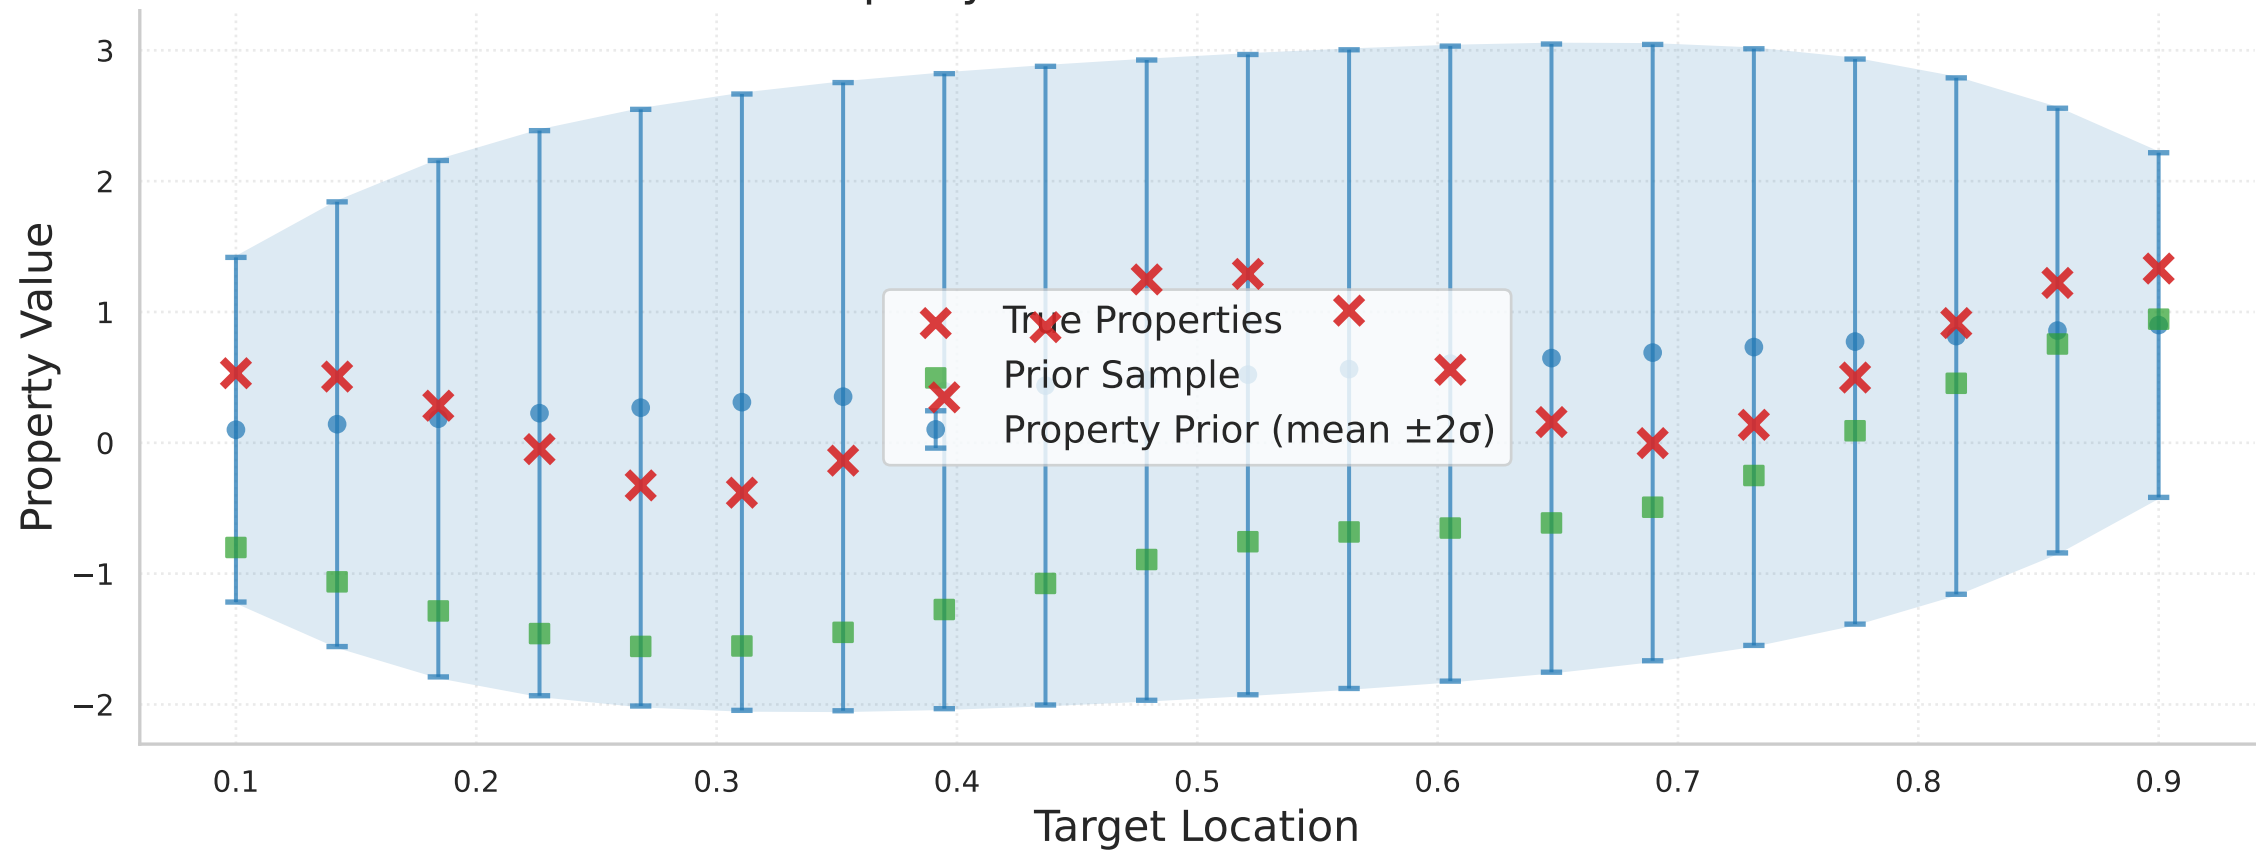 3
2
1
0
−1
−2
Property Value
True Properties
Prior Sample
Property Prior (mean ±2σ)
0.1 0.2 0.3 0.4 0.5 0.6 0.7 0.8 0.9
Target Location